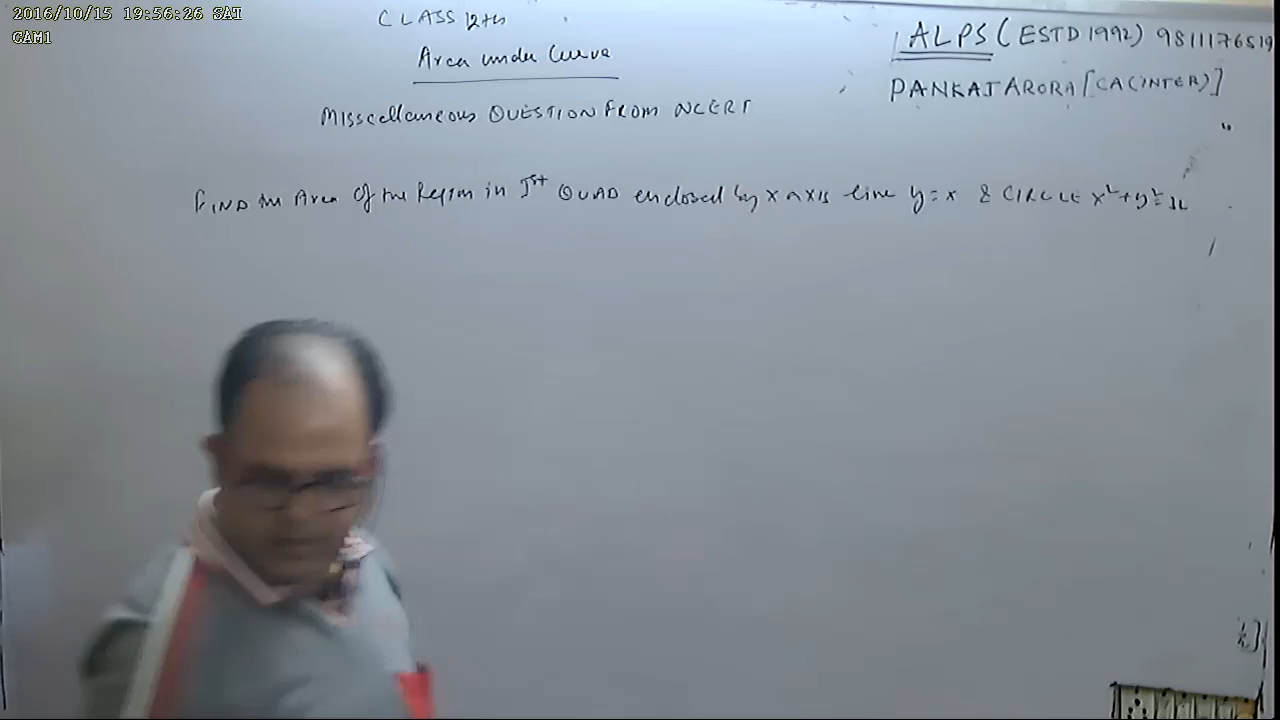 2016/10/15 19:56:26 SAT
CAM1
CLASS 12th
Area under Curve
ALPS (ESTD 1992) 9811176519
PANKAJ ARORA [CA(INTER)]
Misscellaneous QUESTION FROM NCERT
FIND the Area of the Region in Ist QUAD enclosed by x axis line y=x & CIRCLE x²+y²=32